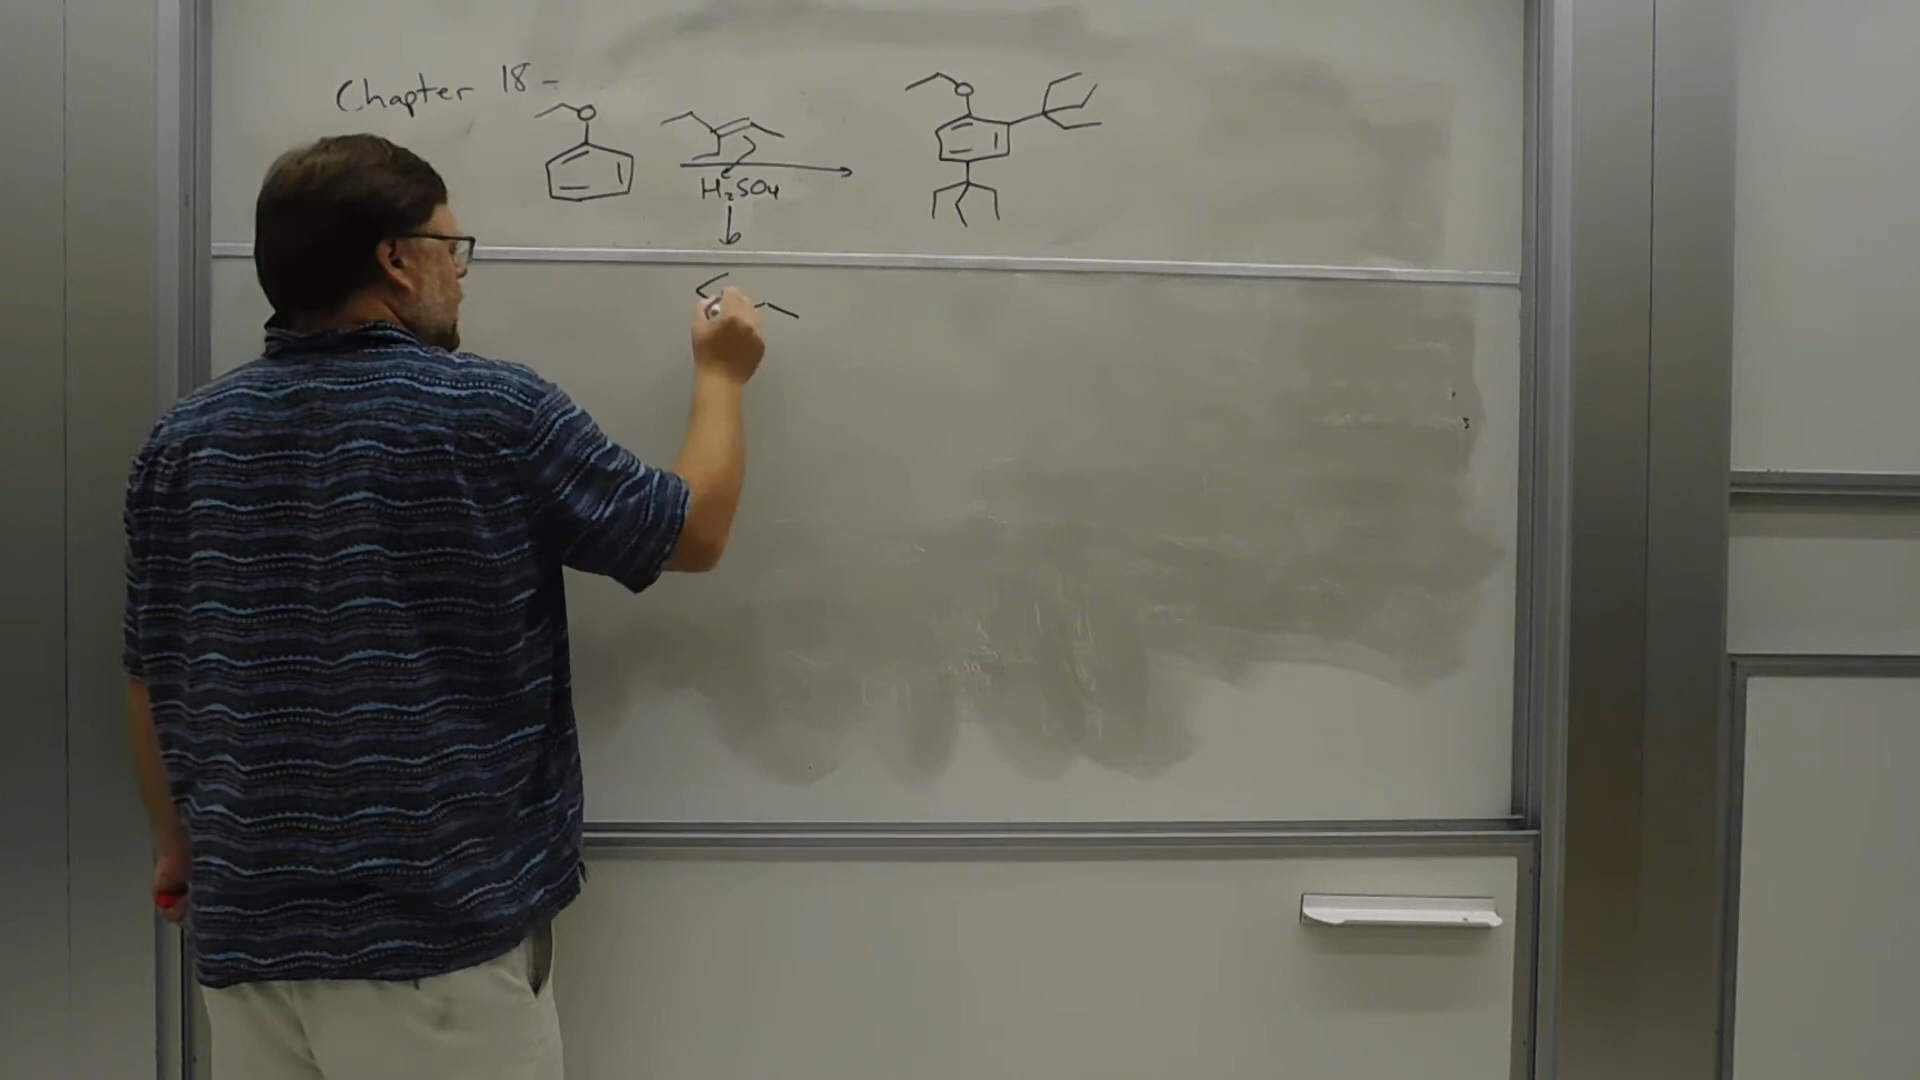 Chapter 18-
O
O
H₂SO₄